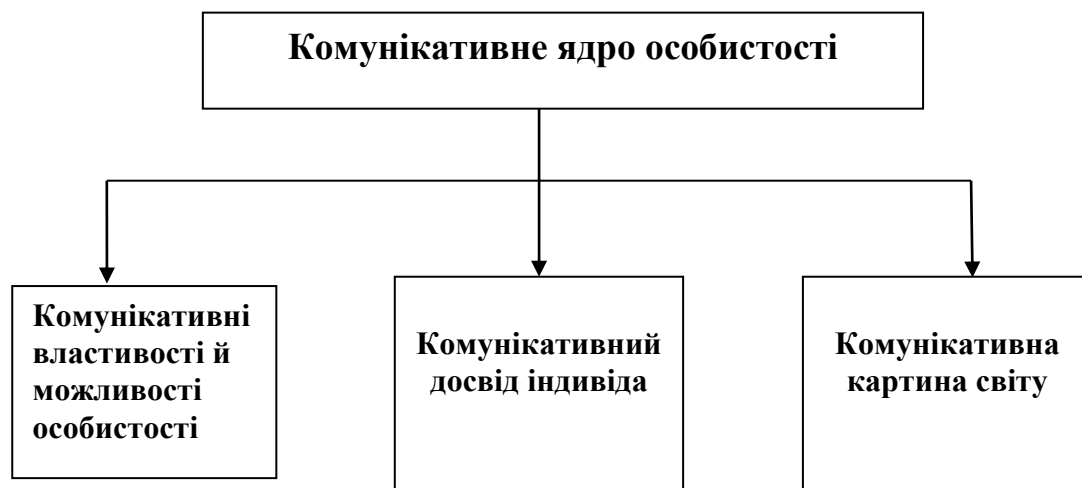 Комунікативне ядро особистості
Комунікативні
властивості й
можливості
особистості
Комунікативний
досвід індивіда
Комунікативна
картина світу